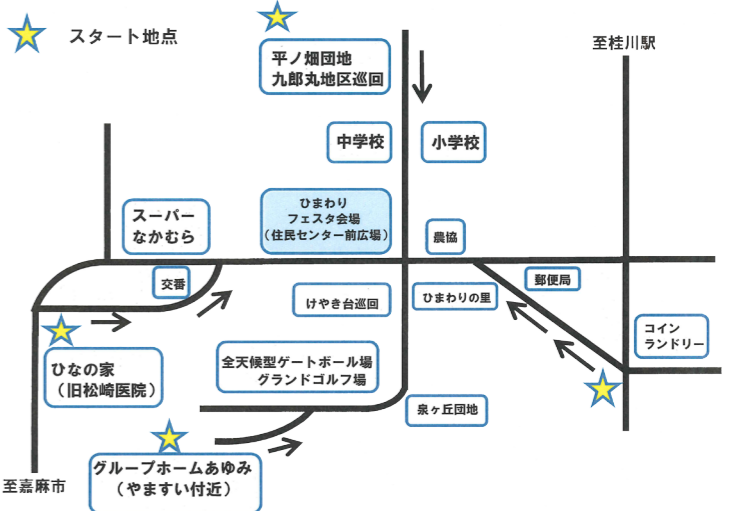 スタート地点
平ノ畑団地
九郎丸地区巡回
至桂川駅
中学校
小学校
スーパー
なかむら
ひまわり
フェスタ会場
（住民センター前広場）
農協
交番
けやき台巡回
ひまわりの里
郵便局
コイン
ランドリー
ひなの家
（旧松崎医院）
全天候型ゲートボール場
グランドゴルフ場
泉ヶ丘団地
グループホームあゆみ
（やますい付近）
至嘉麻市